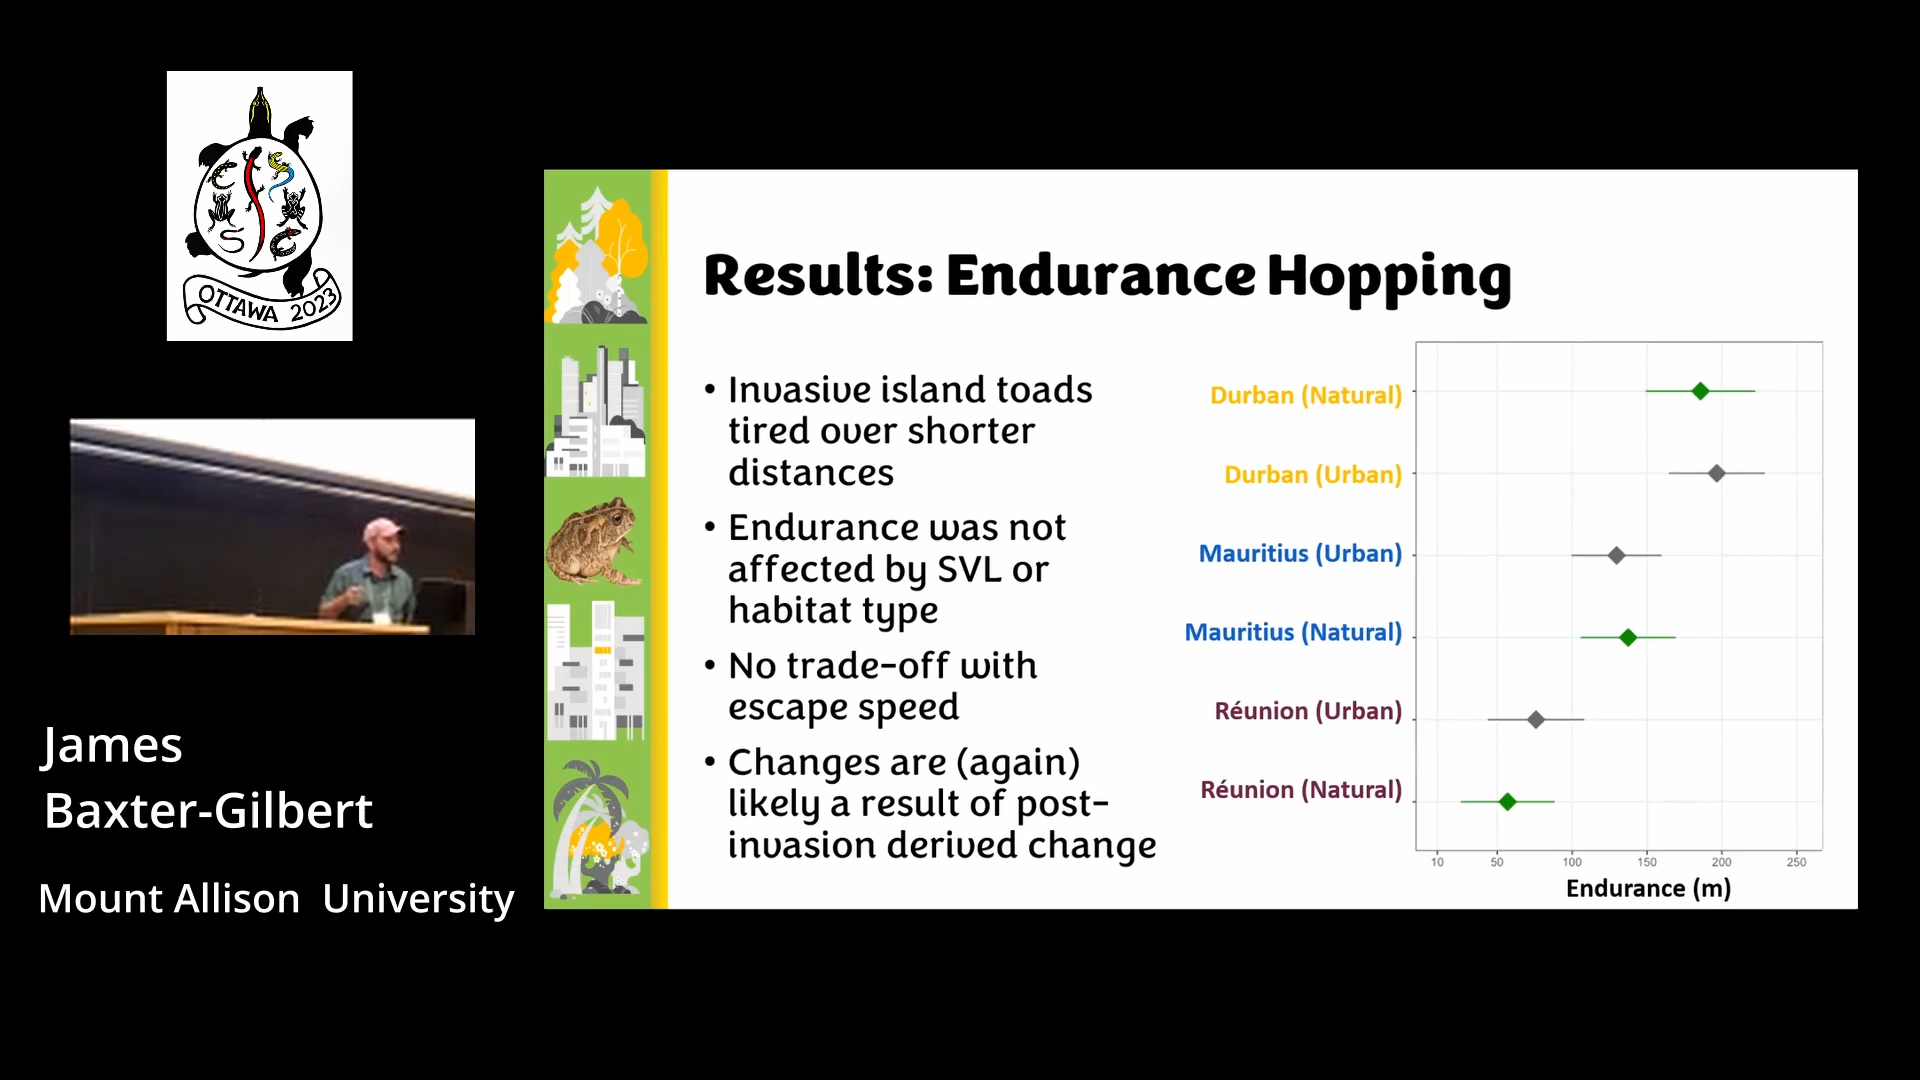 OTTAWA 2023
James
Baxter-Gilbert
Mount Allison University
Results: Endurance Hopping
• Invasive island toads
tired over shorter
distances
• Endurance was not
affected by SVL or
habitat type
• No trade-off with
escape speed
• Changes are (again)
likely a result of post-
invasion derived change
Durban (Natural)
Durban (Urban)
Mauritius (Urban)
Mauritius (Natural)
Réunion (Urban)
Réunion (Natural)
10 50 100 150 200 250
Endurance (m)